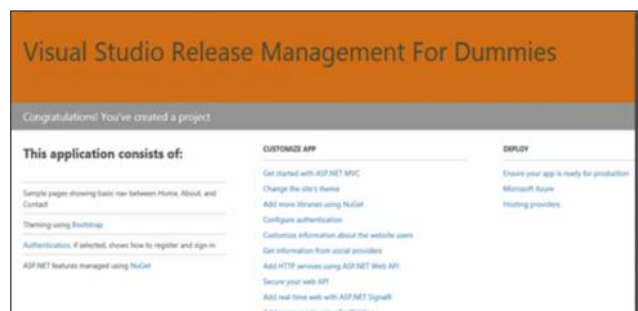 Visual Studio Release Management For Dummies
Congratulations! You've created a project
This application consists of:
Sample pages showing basic nav between Home, About, and
Contact
Theming using Bootstrap
Authentication, if selected, shows how to register and sign in
ASP.NET features managed using NuGet
CUSTOMIZE APP
Get started with ASP.NET MVC
Change the site's theme
Add more libraries using NuGet
Configure authentication
Customize information about the website users
Get information from social providers
Add HTTP services using ASP.NET Web API
Secure your web API
Add real-time web with ASP.NET SignalR
DEPLOY
Ensure your app is ready for production
Microsoft Azure
Hosting providers